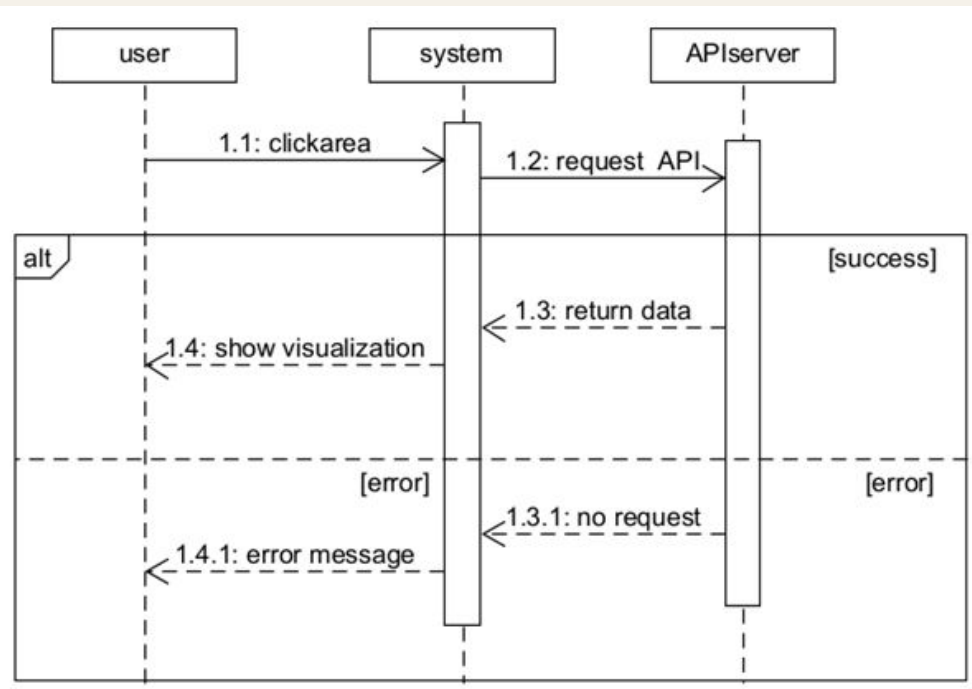 user
system
APIserver
1.1: clickarea
1.2: request API
alt
[success]
1.3: return data
1.4: show visualization
[error]
[error]
1.3.1: no request
1.4.1: error message